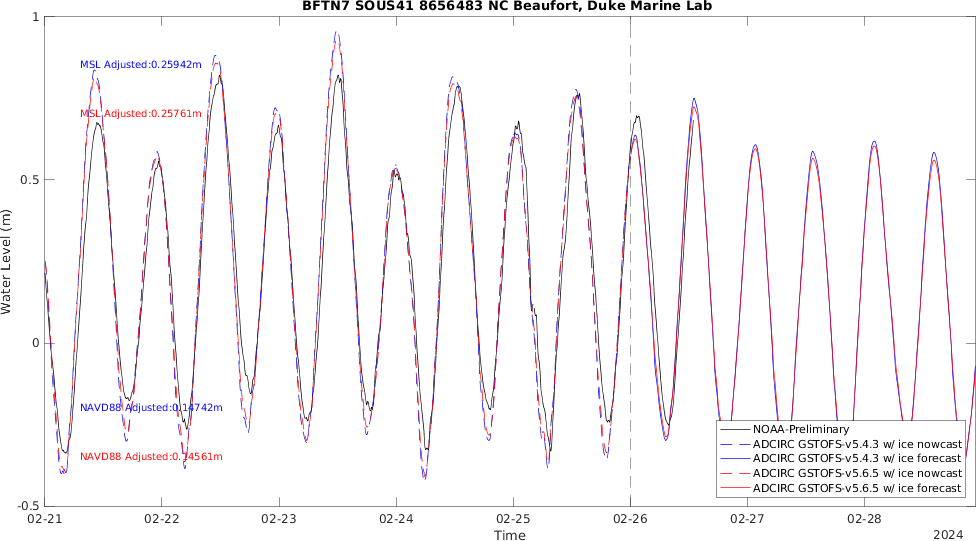 BFTN7 SOUS41 8656483 NC Beaufort, Duke Marine Lab
1
MSL Adjusted:0.25942m
MSL Adjusted:0.25761m
0.5
Water Level (m)
0
NAVD88 Adjusted:0.14742m
NAVD88 Adjusted:0.14561m
-0.5
NOAA-Preliminary
ADCIRC GSTOFS-v5.4.3 w/ ice nowcast
ADCIRC GSTOFS-v5.4.3 w/ ice forecast
ADCIRC GSTOFS-v5.6.5 w/ ice nowcast
ADCIRC GSTOFS-v5.6.5 w/ ice forecast
02-21 02-22 02-23 02-24 02-25 02-26 02-27 02-28
Time
2024